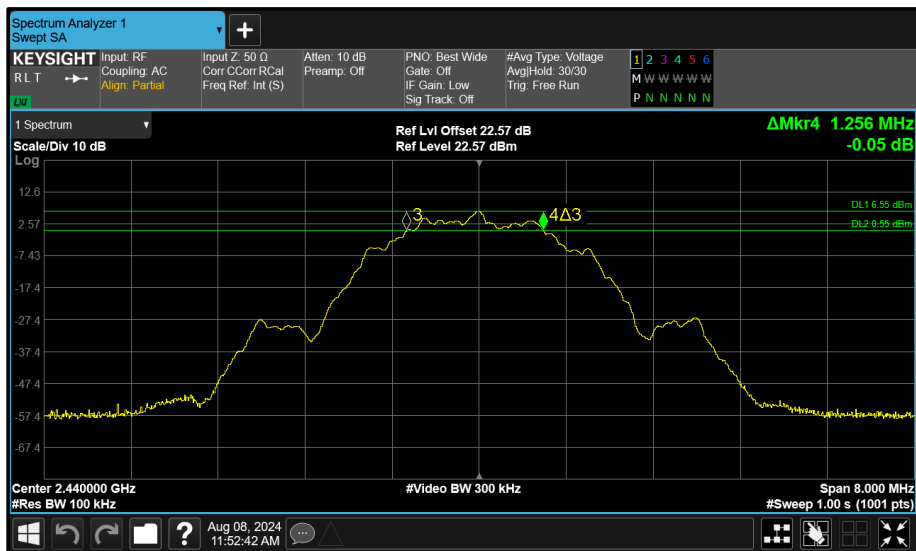 Spectrum Analyzer 1
Swept SA
+
KEYSIGHT
R L T
LXI
Input: RF
Coupling: AC
Align: Partial
Input Z: 50 Ω
Corr CCorr RCal
Freq Ref: Int (S)
Atten: 10 dB
Preamp: Off
PNO: Best Wide
Gate: Off
IF Gain: Low
Sig Track: Off
#Avg Type: Voltage
Avg|Hold: 30/30
Trig: Free Run
1 2 3 4 5 6
M W W W W W
P N N N N N
1 Spectrum
Scale/Div 10 dB
Ref Lvl Offset 22.57 dB
Ref Level 22.57 dBm
ΔMkr4 1.256 MHz
-0.05 dB
Log
12.6
2.57
-7.43
-17.4
-27.4
-37.4
-47.4
-57.4
-67.4
3
4Δ3
DL1 6.55 dBm
DL2 0.55 dBm
Center 2.440000 GHz
#Res BW 100 kHz
#Video BW 300 kHz
Span 8.000 MHz
#Sweep 1.00 s (1001 pts)
?
Aug 08, 2024
11:52:42 AM